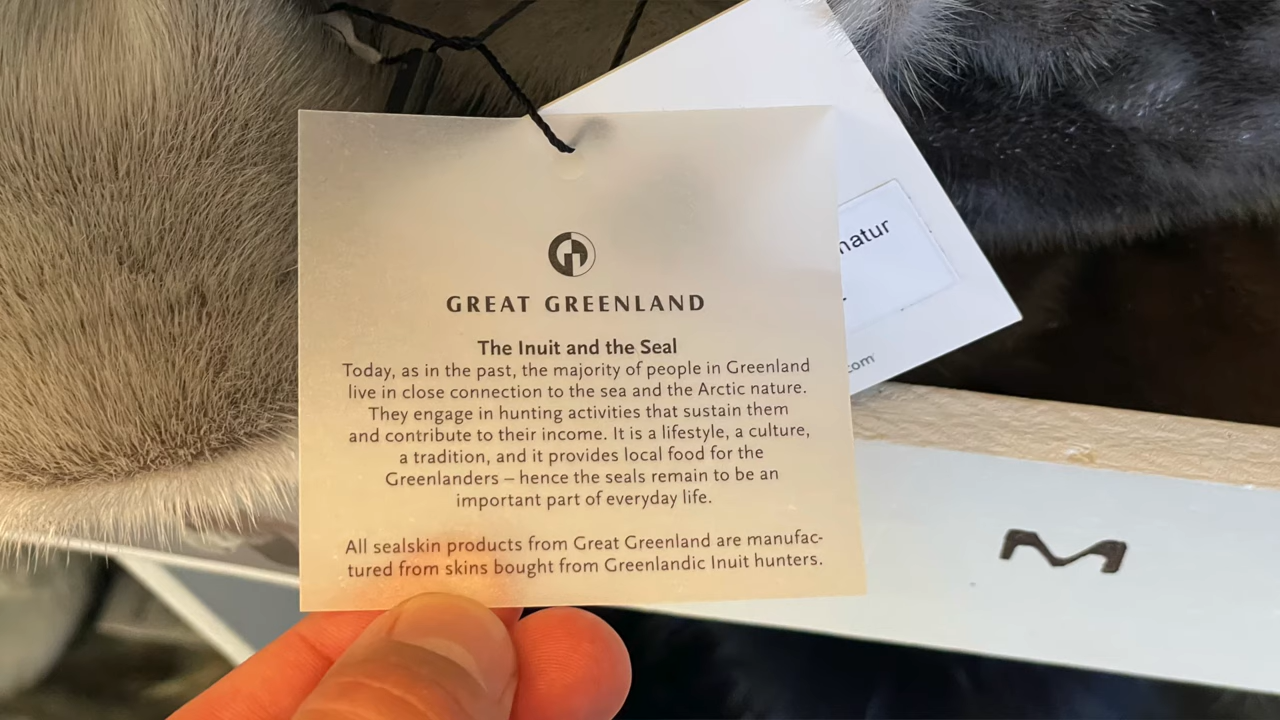 GREAT GREENLAND
The Inuit and the Seal
Today, as in the past, the majority of people in Greenland
live in close connection to the sea and the Arctic nature.
They engage in hunting activities that sustain them
and contribute to their income. It is a lifestyle, a culture,
a tradition, and it provides local food for the
Greenlanders – hence the seals remain to be an
important part of everyday life.
All sealskin products from Great Greenland are manufac-
tured from skins bought from Greenlandic Inuit hunters.
natur
com
M